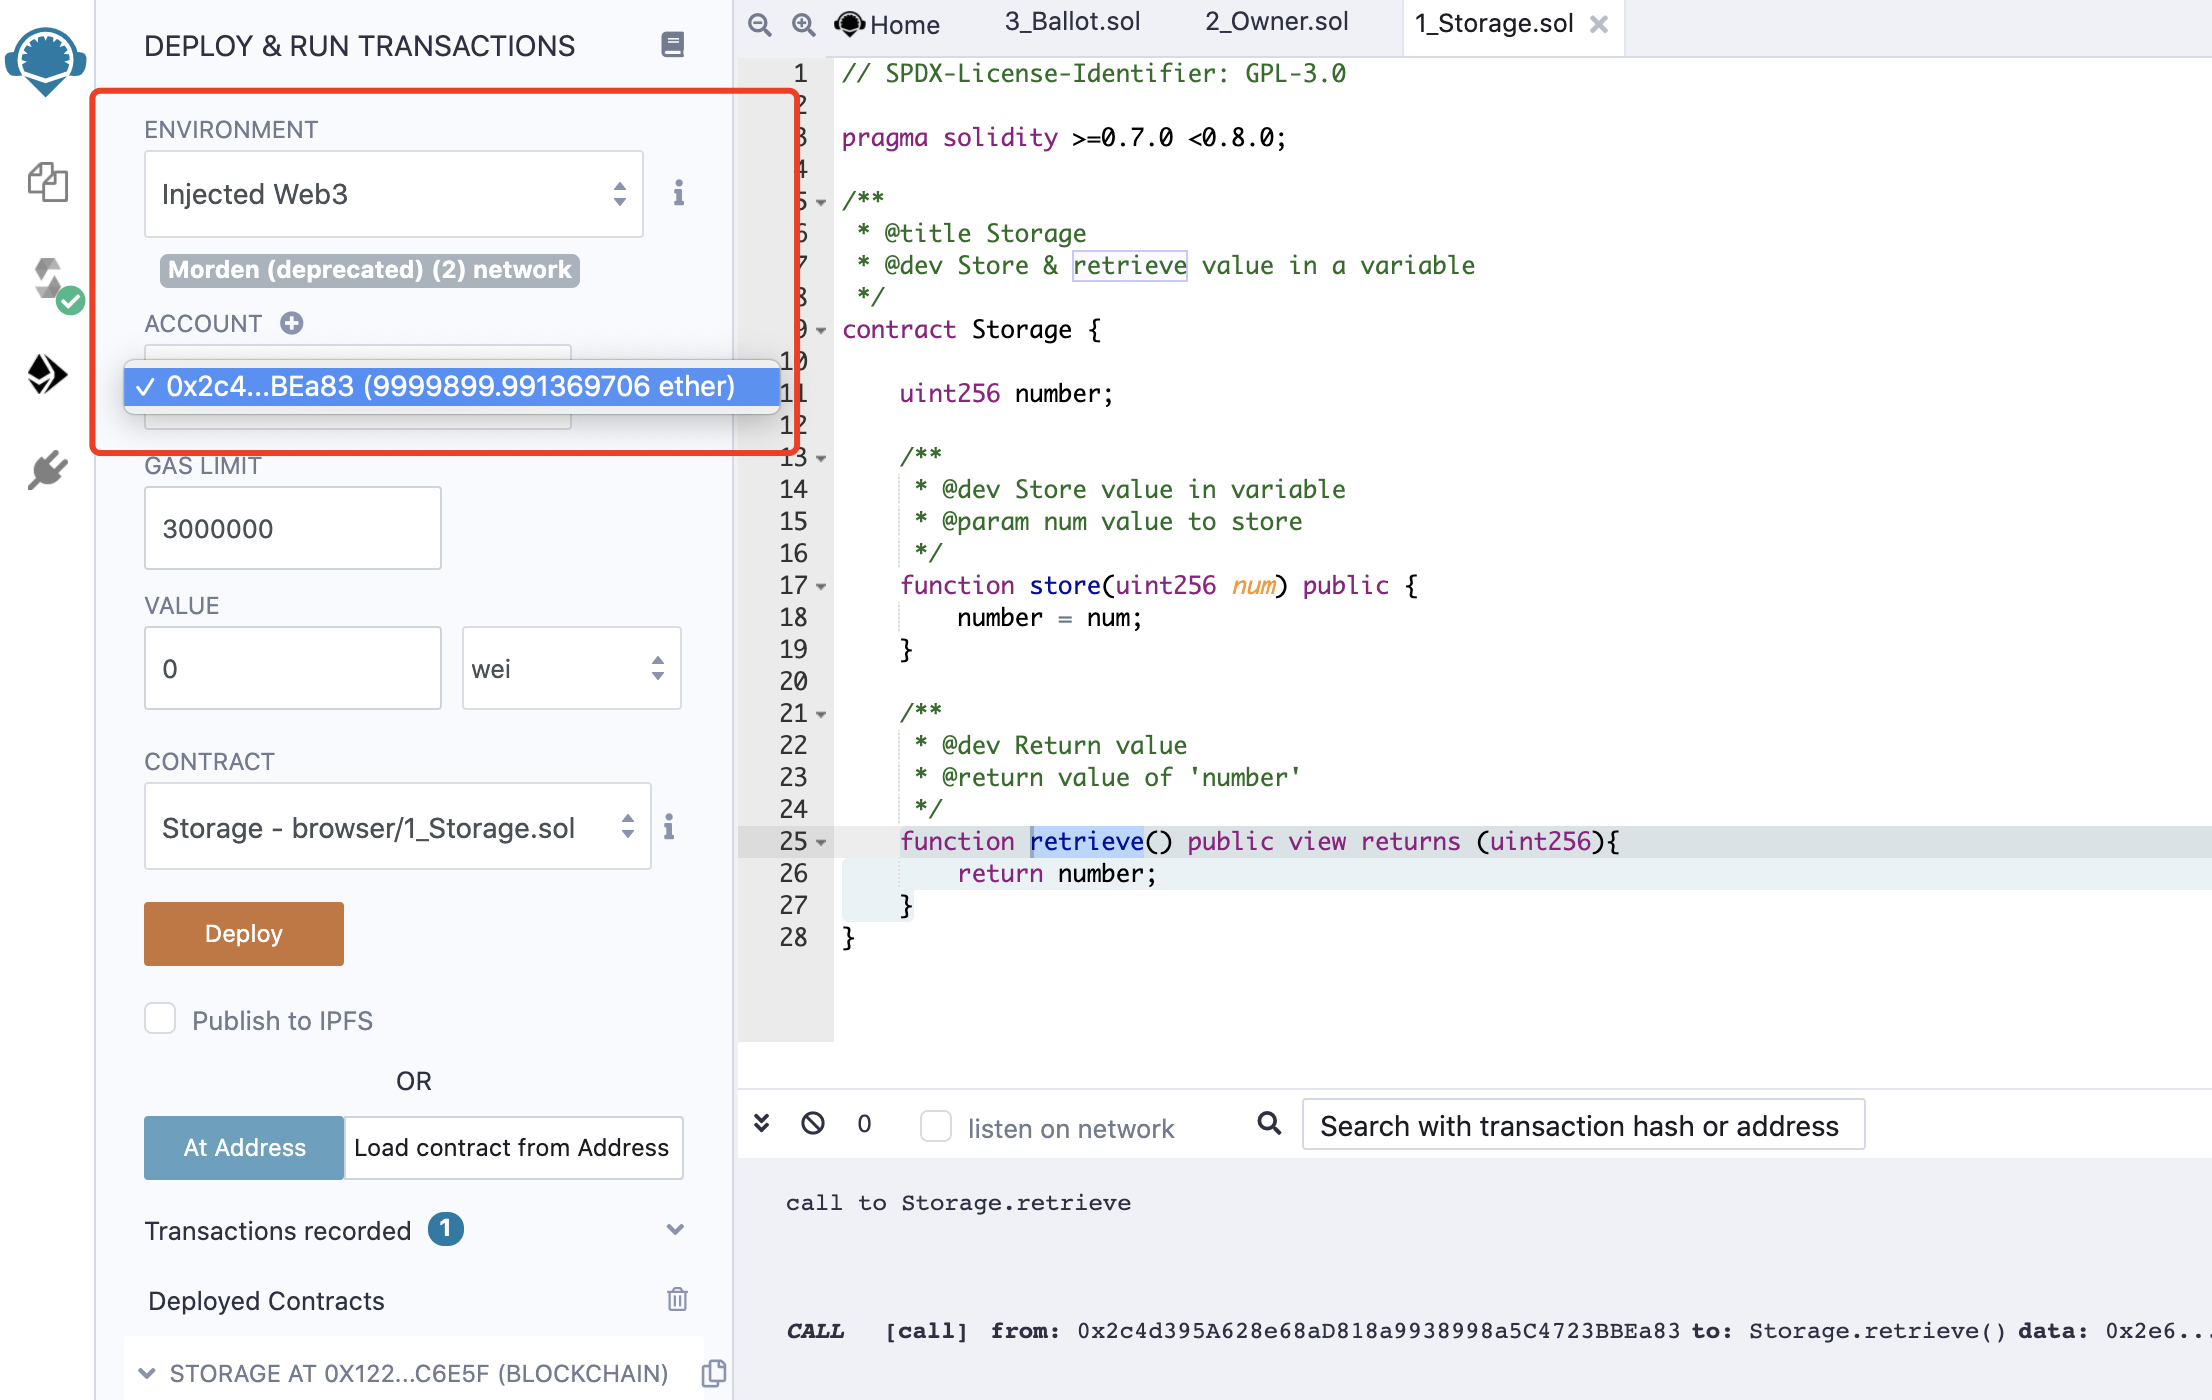 DEPLOY & RUN TRANSACTIONS
ENVIRONMENT
Injected Web3
Morden (deprecated) (2) network
ACCOUNT
✓ 0x2c4...BEa83 (9999899.991369706 ether)
GAS LIMIT
3000000
VALUE
0
wei
CONTRACT
Storage - browser/1_Storage.sol
Deploy
Publish to IPFS
OR
At Address
Load contract from Address
Transactions recorded 1
Deployed Contracts
STORAGE AT 0X122...C6E5F (BLOCKCHAIN)
Home
3_Ballot.sol
2_Owner.sol
1_Storage.sol
1 // SPDX-License-Identifier: GPL-3.0
2
3 pragma solidity >=0.7.0 <0.8.0;
4
5 /**
6  * @title Storage
7  * @dev Store & retrieve value in a variable
8  */
9 contract Storage {
10
11     uint256 number;
12
13     /**
14      * @dev Store value in variable
15      * @param num value to store
16      */
17     function store(uint256 num) public {
18         number = num;
19     }
20
21     /**
22      * @dev Return value
23      * @return value of 'number'
24      */
25     function retrieve() public view returns (uint256){
26         return number;
27     }
28 }
0
listen on network
Search with transaction hash or address
call to Storage.retrieve
CALL [call] from: 0x2c4d395A628e68aD818a9938998a5C4723BBEa83 to: Storage.retrieve() data: 0x2e6...